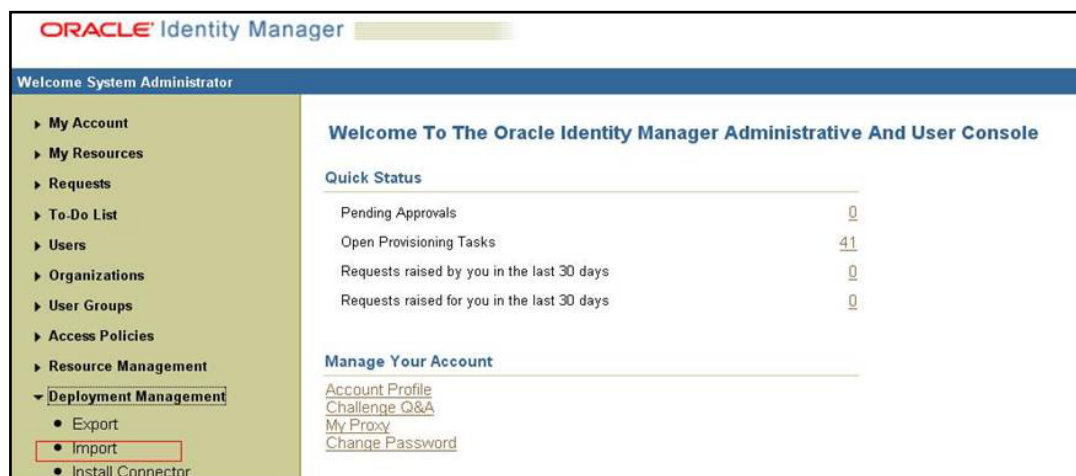 ORACLE Identity Manager
Welcome System Administrator
My Account
My Resources
Requests
To-Do List
Users
Organizations
User Groups
Access Policies
Resource Management
Deployment Management
Export
Import
Install Connector
Welcome To The Oracle Identity Manager Administrative And User Console
Quick Status
Pending Approvals 0
Open Provisioning Tasks 41
Requests raised by you in the last 30 days 0
Requests raised for you in the last 30 days 0
Manage Your Account
Account Profile
Challenge Q&A
My Proxy
Change Password